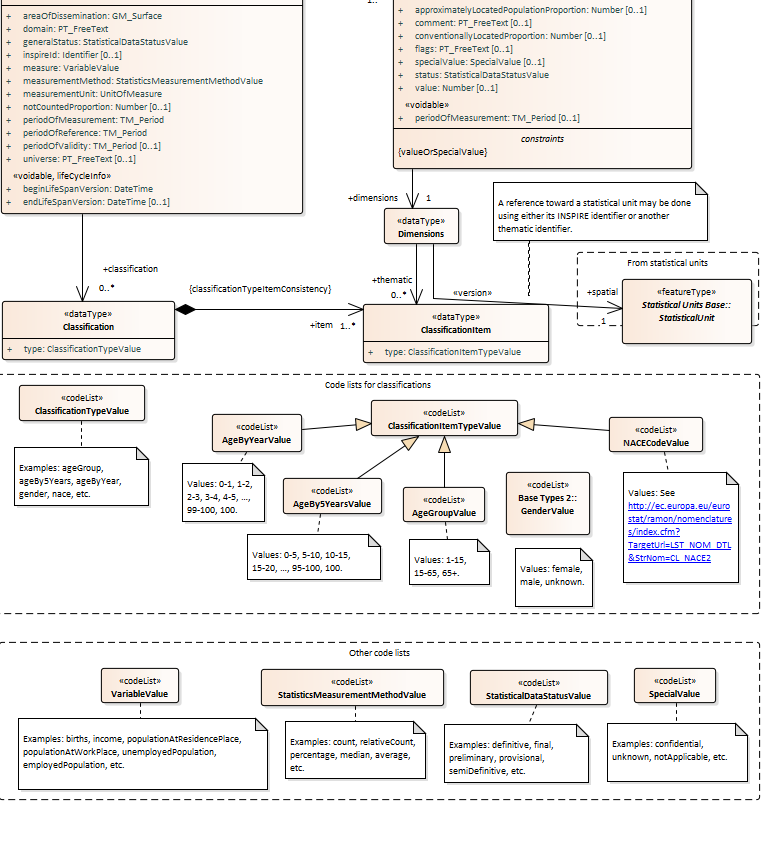 + areaOfDissemination: GM_Surface
+ domain: PT_FreeText
+ generalStatus: StatisticalDataStatusValue
+ inspireId: Identifier [0..1]
+ measure: VariableValue
+ measurementMethod: StatisticsMeasurementMethodValue
+ measurementUnit: UnitOfMeasure
+ notCountedProportion: Number [0..1]
+ periodOfMeasurement: TM_Period
+ periodOfReference: TM_Period
+ periodOfValidity: TM_Period [0..1]
+ universe: PT_FreeText [0..1]
«voidable, lifeCycleInfo»
+ beginLifeSpanVersion: DateTime
+ endLifeSpanVersion: DateTime [0..1]
+ approximatelyLocatedPopulationProportion: Number [0..1]
+ comment: PT_FreeText [0..1]
+ conventionallyLocatedProportion: Number [0..1]
+ flags: PT_FreeText [0..1]
+ specialValue: SpecialValue [0..1]
+ status: StatisticalDataStatusValue
+ value: Number [0..1]
«voidable»
+ periodOfMeasurement: TM_Period [0..1]
constraints
{valueOrSpecialValue}
+dimensions 1
«dataType»
Dimensions
A reference toward a statistical unit may be done
using either its INSPIRE identifier or another
thematic identifier.
+classification
0..*
{classificationTypeItemConsistency}
+item 1..*
+thematic
0..*
«version»
From statistical units
+spatial
1
«featureType»
Statistical Units Base::
StatisticalUnit
«dataType»
Classification
+ type: ClassificationTypeValue
«dataType»
ClassificationItem
+ type: ClassificationItemTypeValue
Code lists for classifications
«codeList»
ClassificationTypeValue
Examples: ageGroup,
ageBy5Years, ageByYear,
gender, nace, etc.
«codeList»
AgeByYearValue
Values: 0-1, 1-2,
2-3, 3-4, 4-5, ...,
99-100, 100.
«codeList»
ClassificationItemTypeValue
«codeList»
NACECodeValue
«codeList»
AgeBy5YearsValue
Values: 0-5, 5-10, 10-15,
15-20, ..., 95-100, 100.
«codeList»
AgeGroupValue
Values: 1-15,
15-65, 65+.
«codeList»
Base Types 2::
GenderValue
Values: female,
male, unknown.
Values: See
http://ec.europa.eu/euro
stat/ramon/nomenclature
s/index.cfm?
TargetUrl=LST_NOM_DTL
&StrNom=CL_NACE2
Other code lists
«codeList»
VariableValue
Examples: births, income, populationAtResidencePlace,
populationAtWorkPlace, unemployedPopulation,
employedPopulation, etc.
«codeList»
StatisticsMeasurementMethodValue
Examples: count, relativeCount,
percentage, median, average,
etc.
«codeList»
StatisticalDataStatusValue
Examples: definitive, final,
preliminary, provisional,
semiDefinitive, etc.
«codeList»
SpecialValue
Examples: confidential,
unknown, notApplicable, etc.